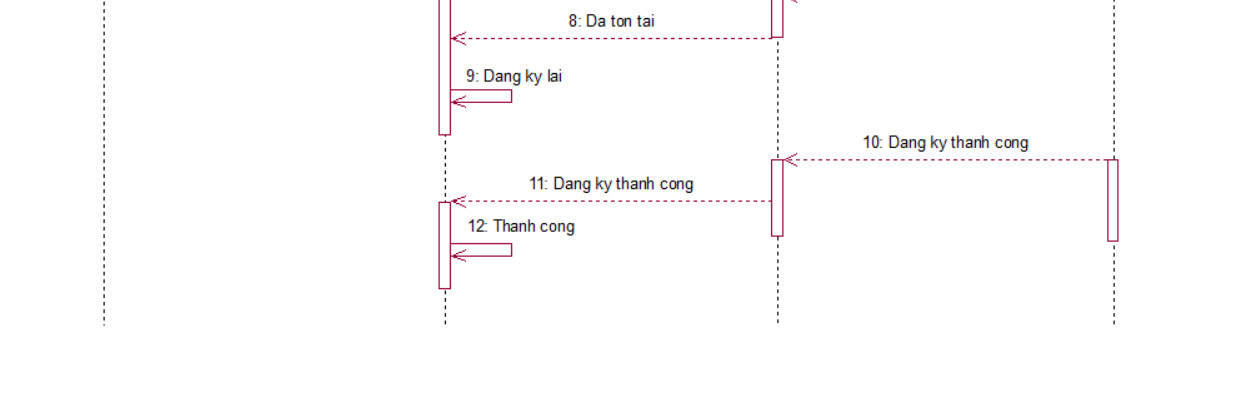 8: Da ton tai
9: Dang ky lai
10: Dang ky thanh cong
11: Dang ky thanh cong
12: Thanh cong